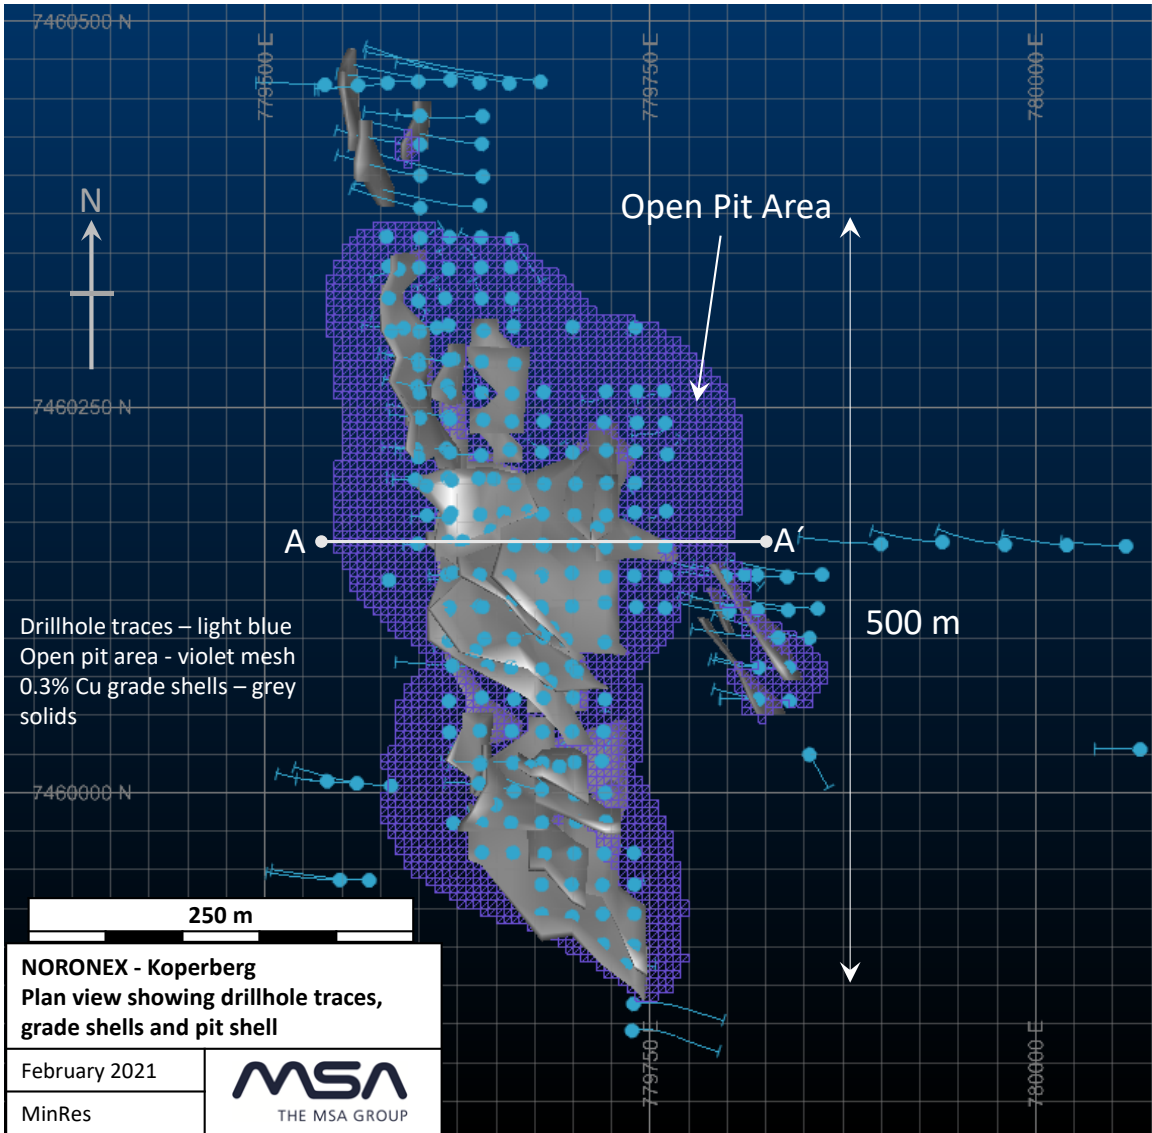 7460500 N
779500 E
779750 E
780000 E
N
Open Pit Area
7460250 N
A
A´
500 m
Drillhole traces – light blue
Open pit area - violet mesh
0.3% Cu grade shells – grey
solids
7460000 N
250 m
NORONEX - Koperberg
Plan view showing drillhole traces,
grade shells and pit shell
February 2021
MinRes
MSA
THE MSA GROUP
779750 E
780000 E